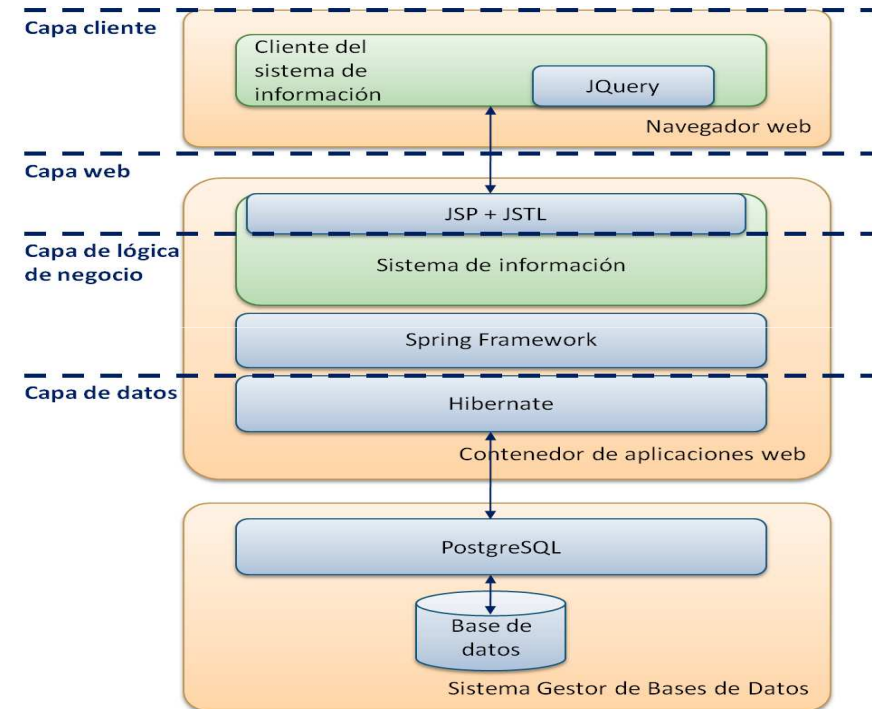 Capa cliente
Cliente del
sistema de
información
JQuery
Navegador web
Capa web
JSP + JSTL
Capa de lógica
de negocio
Sistema de información
Spring Framework
Capa de datos
Hibernate
Contenedor de aplicaciones web
PostgreSQL
Base de
datos
Sistema Gestor de Bases de Datos